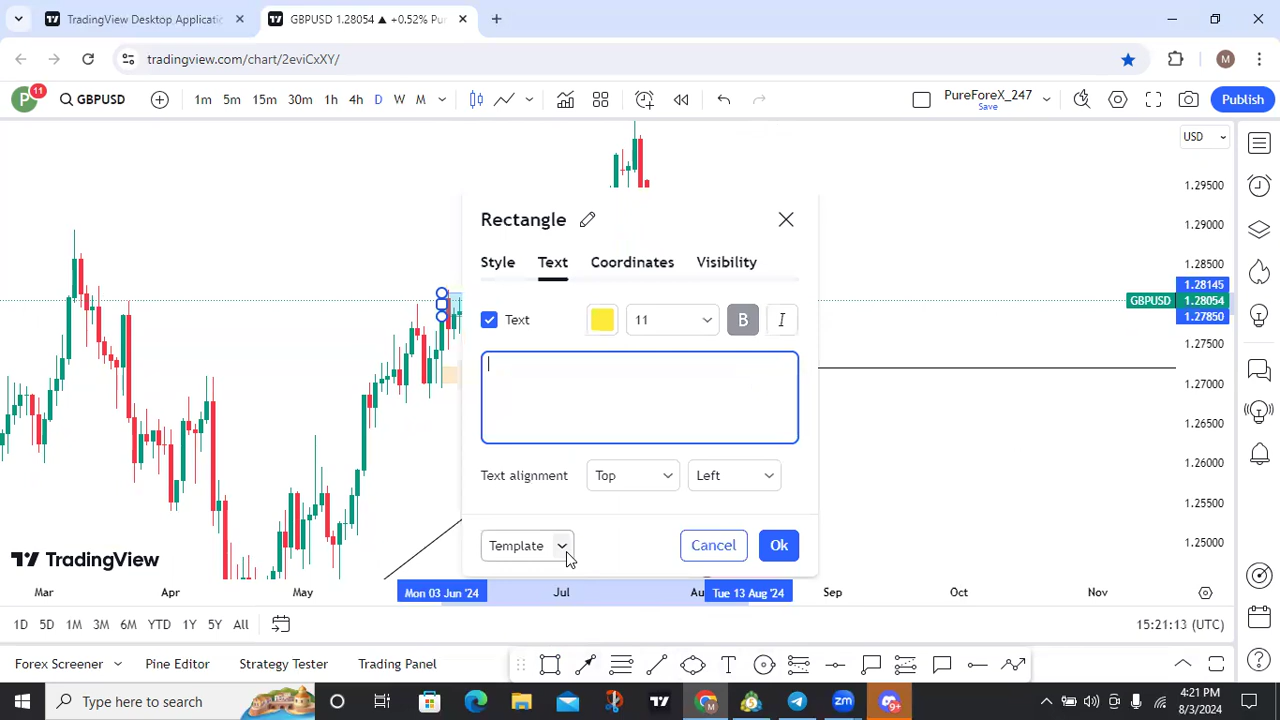 TradingView Desktop Applicati
GBPUSD 1.28054 ▲ +0.52% Pu
tradingview.com/chart/2eviCxXY/
M
P 11
GBPUSD
1m 5m 15m 30m 1h 4h D W M
PureForeX_247
Save
Publish
USD
1.29500
1.29000
1.28500
1.28145
GBPUSD 1.28054
1.27850
1.27500
1.27000
1.26500
1.26000
1.25500
1.25000
Rectangle
Style Text Coordinates Visibility
Text 11 B I
Text alignment Top Left
Template Cancel Ok
TradingView
Mar Apr May Mon 03 Jun '24 Jul Au Tue 13 Aug '24 Sep Oct Nov
1D 5D 1M 3M 6M YTD 1Y 5Y All
15:21:13 (UTC)
Forex Screener Pine Editor Strategy Tester Trading Panel
Type here to search
zm
9+
4:21 PM
8/3/2024